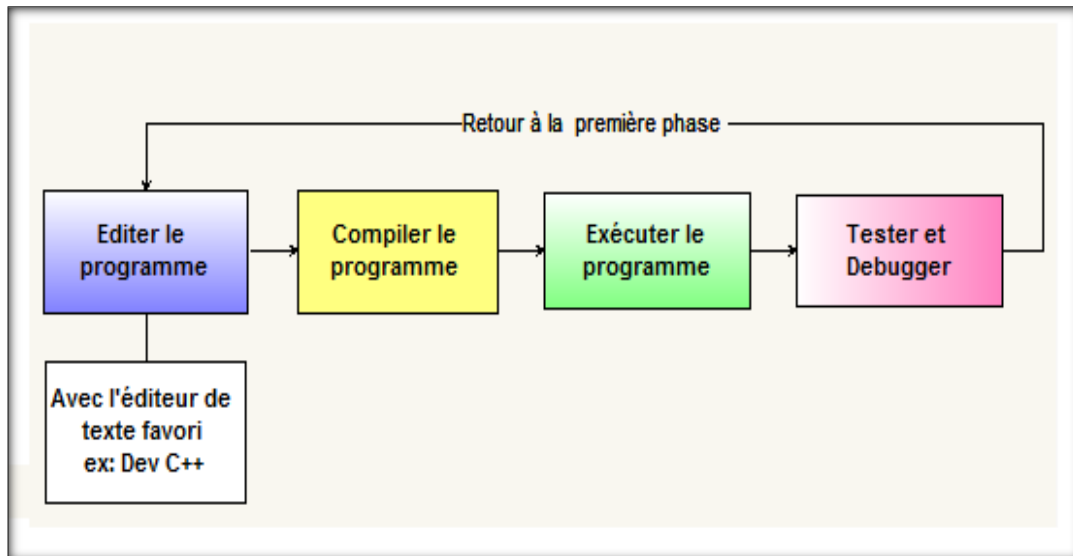 Retour à la première phase
Editer le
programme
Compiler le
programme
Exécuter le
programme
Tester et
Debugger
Avec l'éditeur de
texte favori
ex: Dev C++